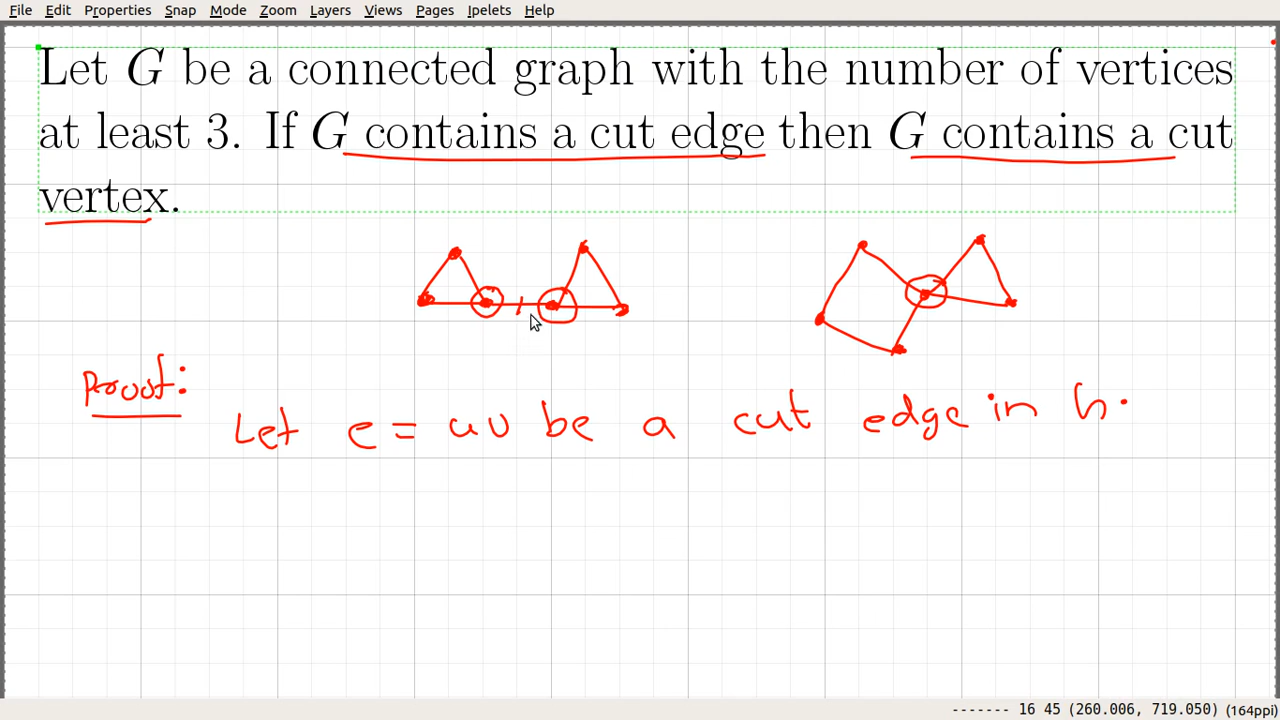 File Edit Properties Snap Mode Zoom Layers Views Pages Ipelets Help
Let G be a connected graph with the number of vertices
at least 3. If G contains a cut edge then G contains a cut
vertex.
Proof:
Let e = uv be a cut edge in G.
------- 16 45 (260.006, 719.050) (164ppi)